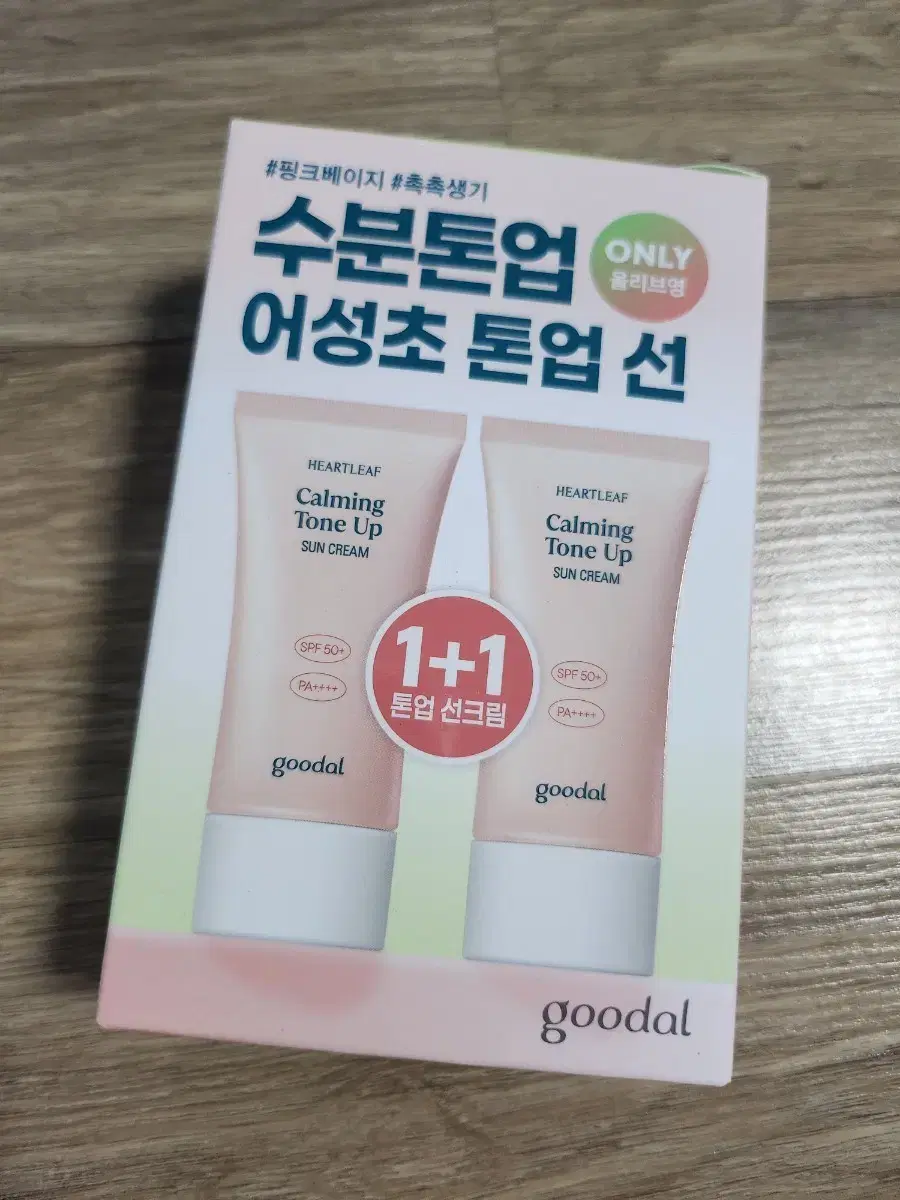 #핑크베이지 #촉촉생기
수분톤업
어성초 톤업 선
ONLY
올리브영
HEARTLEAF
Calming
Tone Up
SUN CREAM
SPF 50+
PA++++
goodal
HEARTLEAF
Calming
Tone Up
SUN CREAM
SPF 50+
PA++++
goodal
1+1
톤업 선크림
goodal